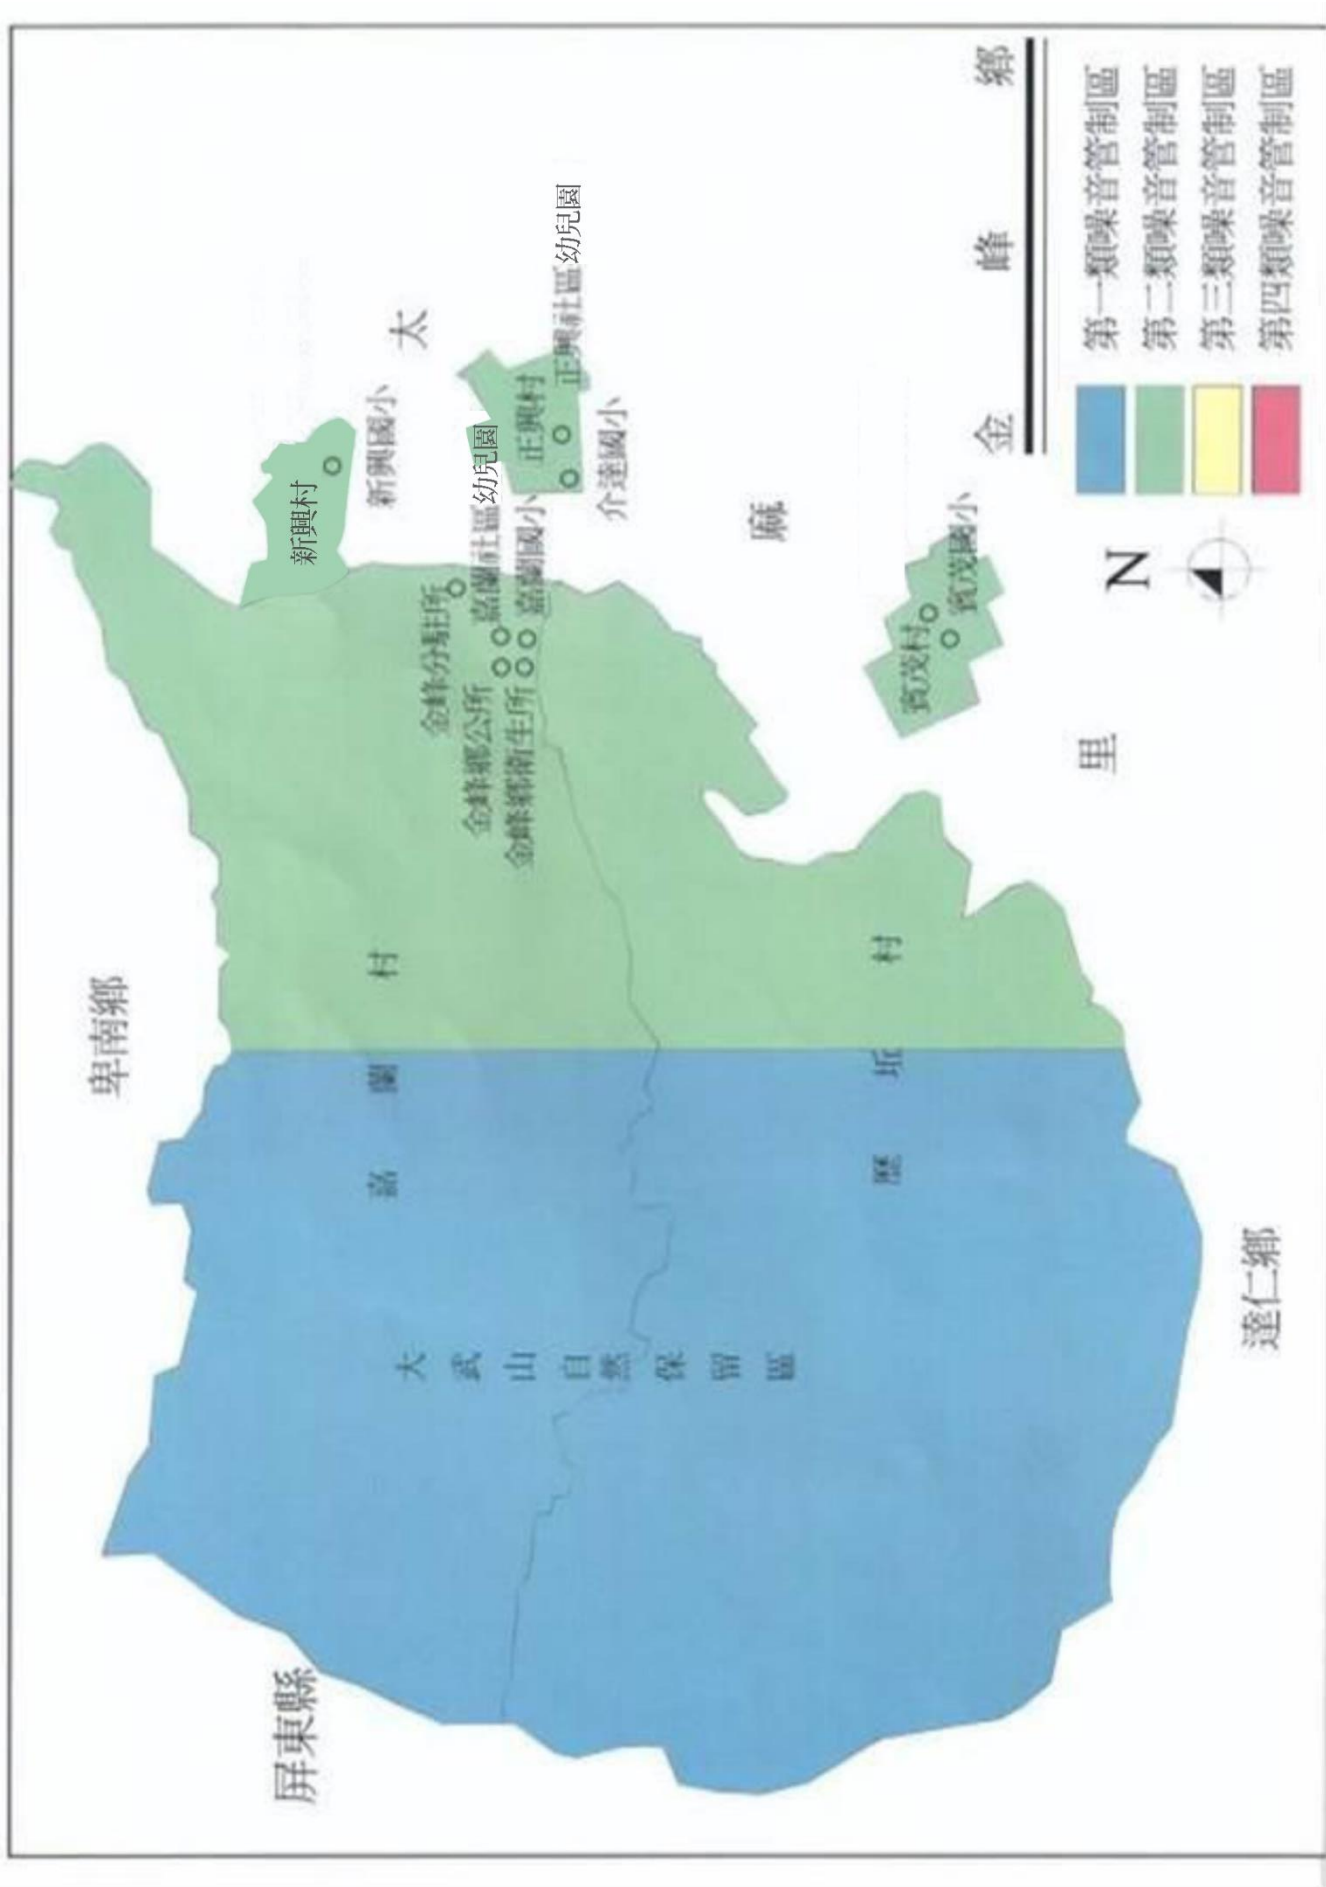 金峰鄉
第一類噪音管制區
第二類噪音管制區
第三類噪音管制區
第四類噪音管制區
N
卑南鄉
屏東縣
達仁鄉
太麻里
新興村
新興國小
正興村
正興社區幼兒園
介達國小
嘉蘭社區幼兒園
嘉蘭國小
金峰分駐所
金峰鄉公所
金峰鄉衛生所
賓茂村
賓茂國小
嘉蘭村
歷坵村
大武山自然保留區